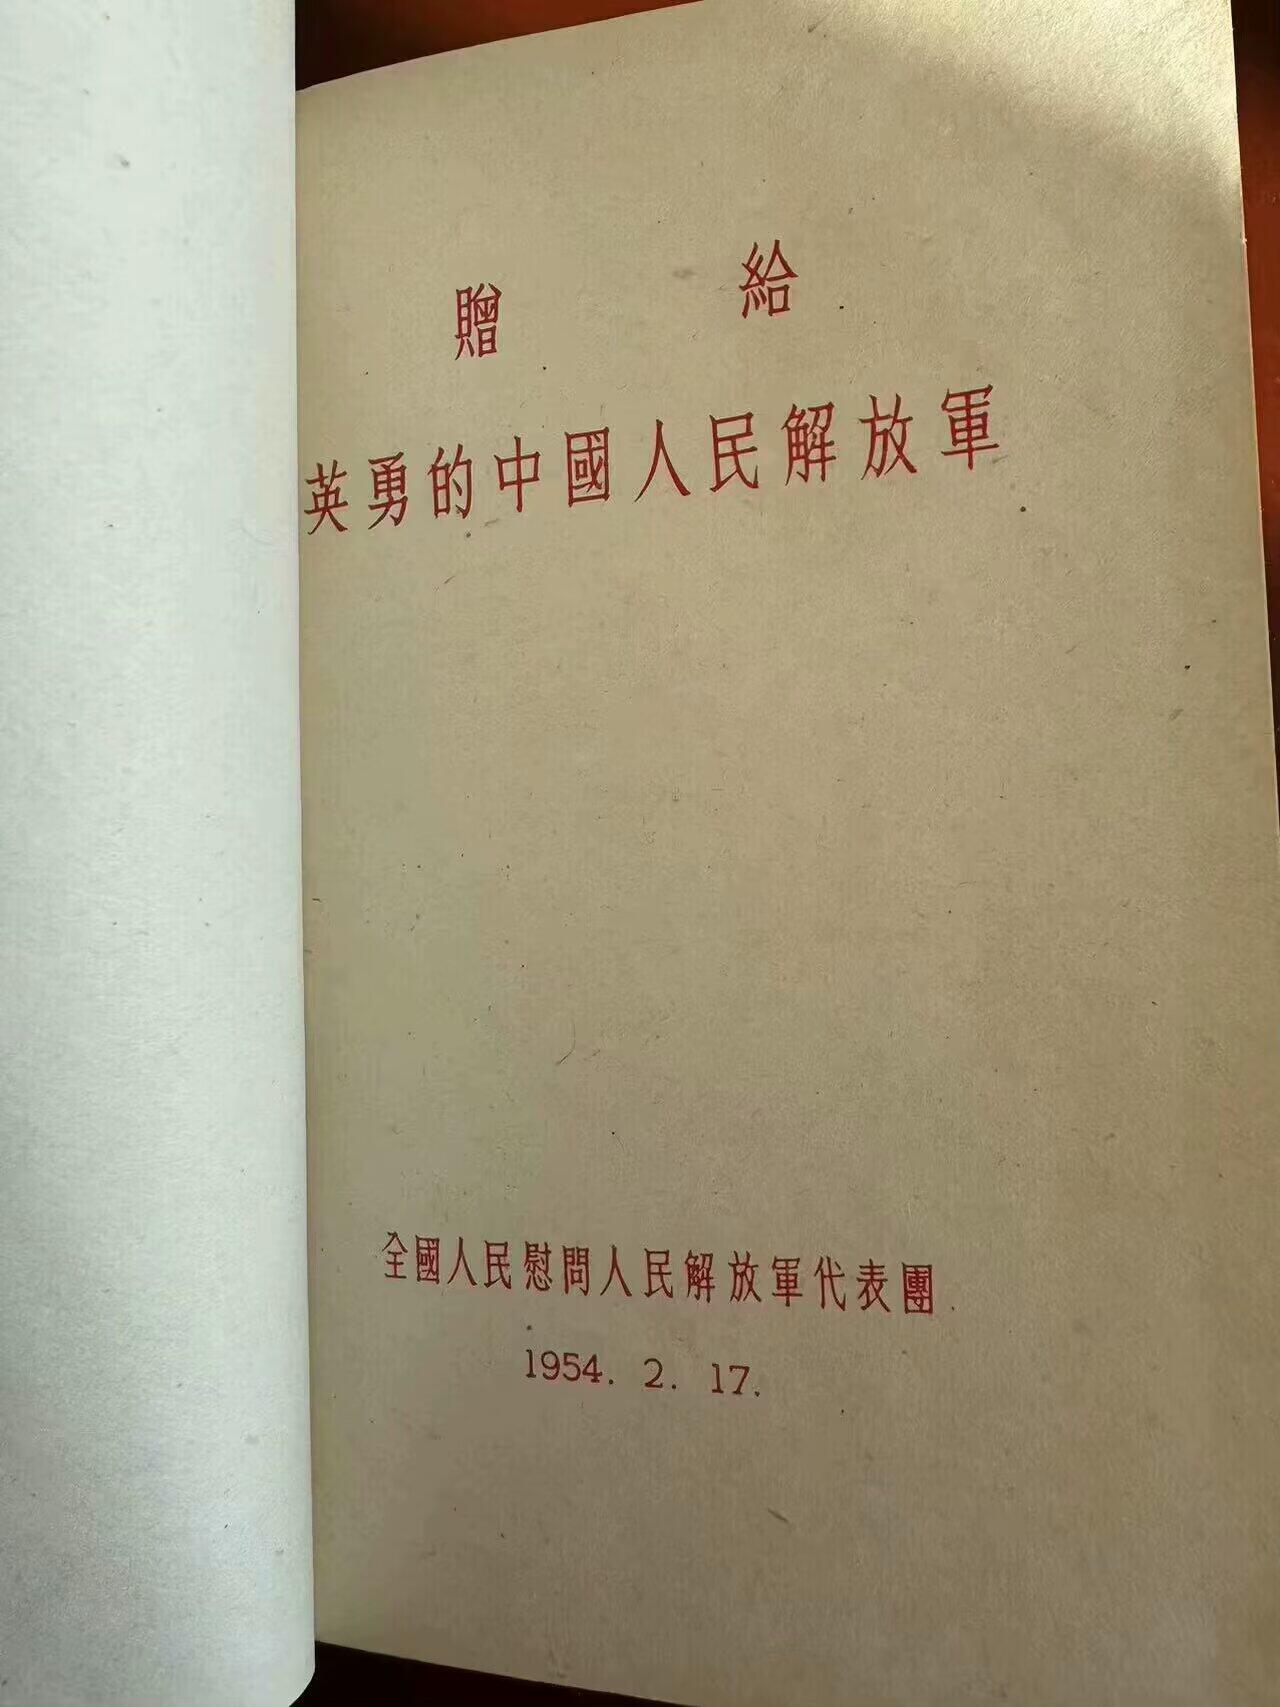 贈 給
英勇的中國人民解放軍
全國人民慰問人民解放軍代表團
1954. 2. 17.